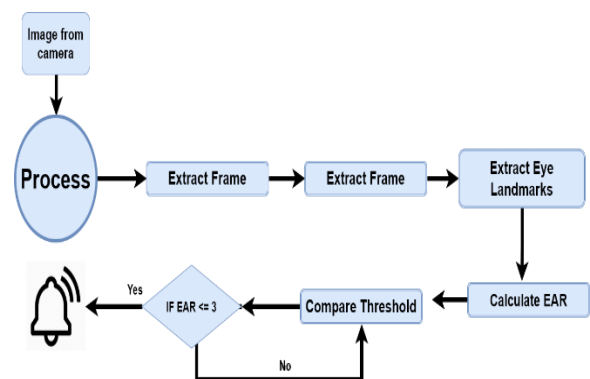 Image from
camera
Process
Extract Frame
Extract Frame
Extract Eye
Landmarks
Calculate EAR
Compare Threshold
IF EAR <= 3
Yes
No